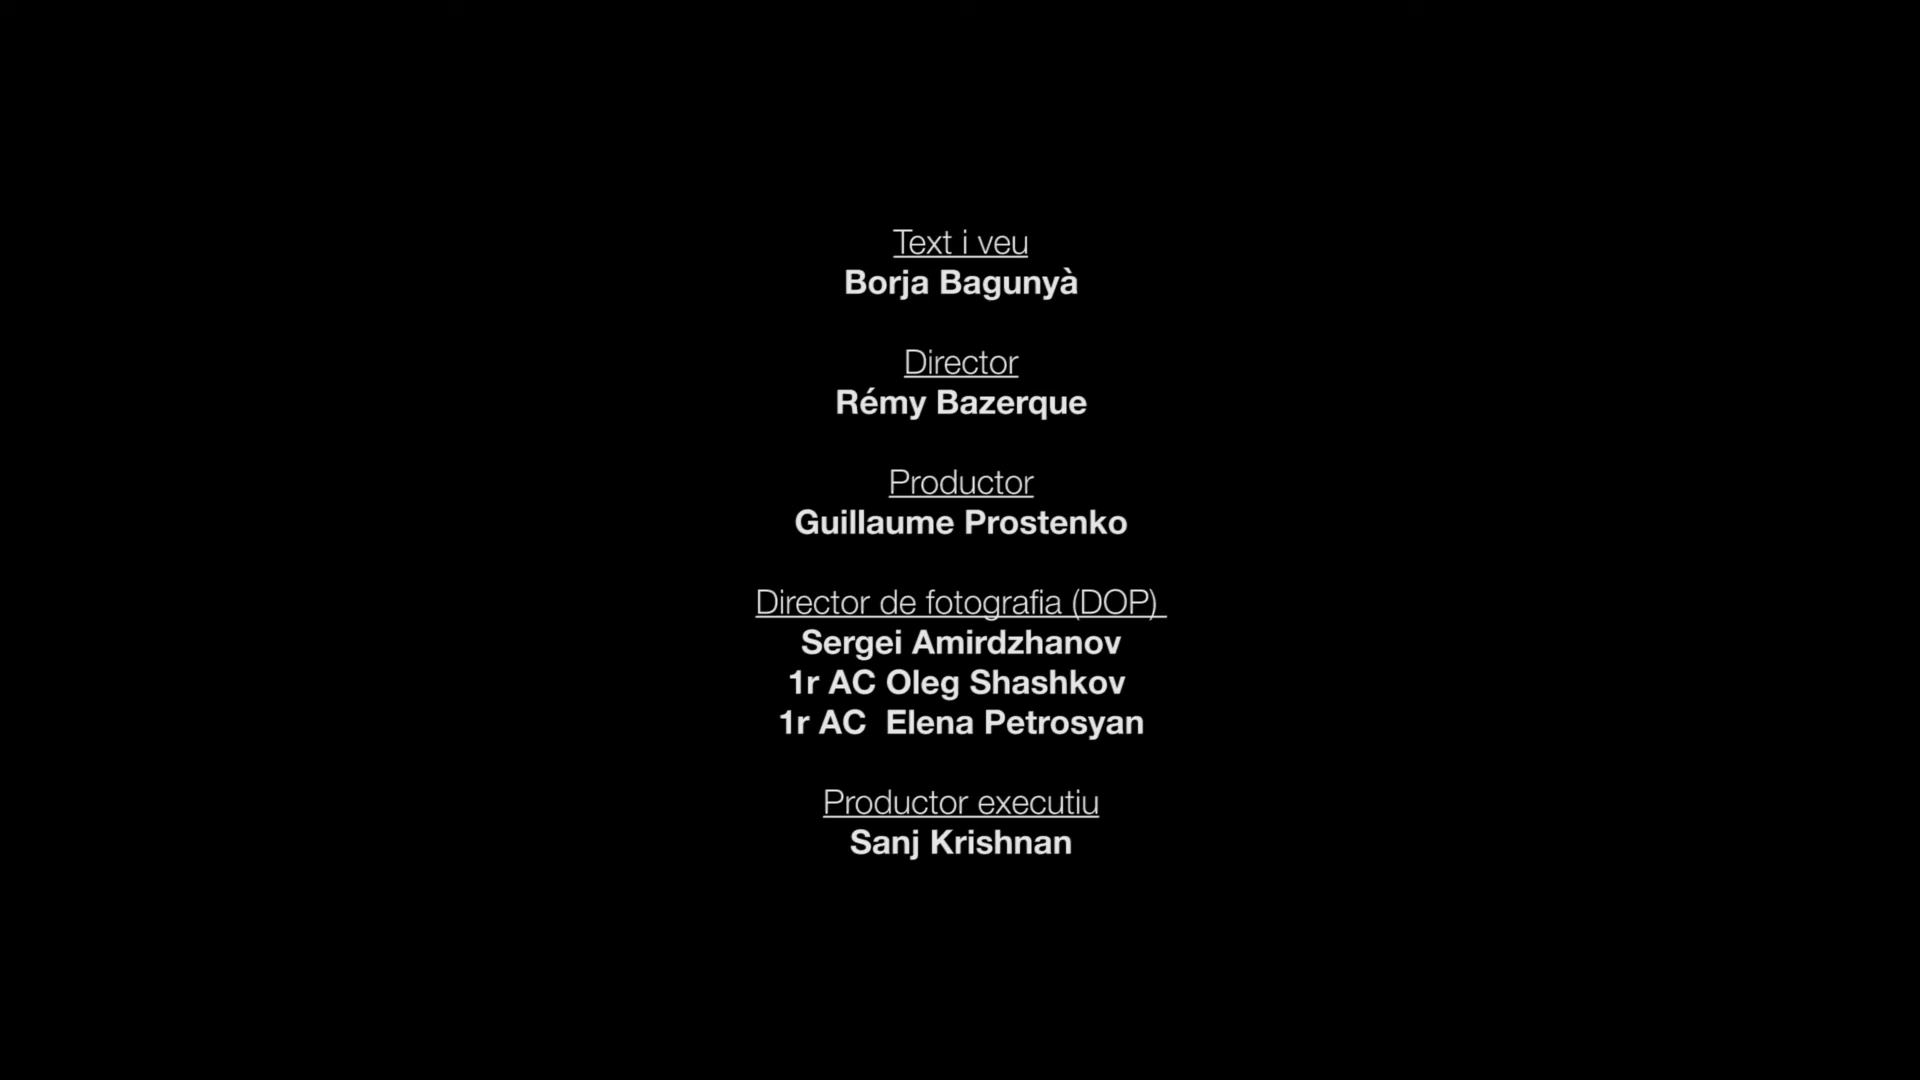 Text i veu
Borja Bagunyà
Director
Rémy Bazerque
Productor
Guillaume Prostenko
Director de fotografia (DOP)
Sergei Amirdzhanov
1r AC Oleg Shashkov
1r AC  Elena Petrosyan
Productor executiu
Sanj Krishnan